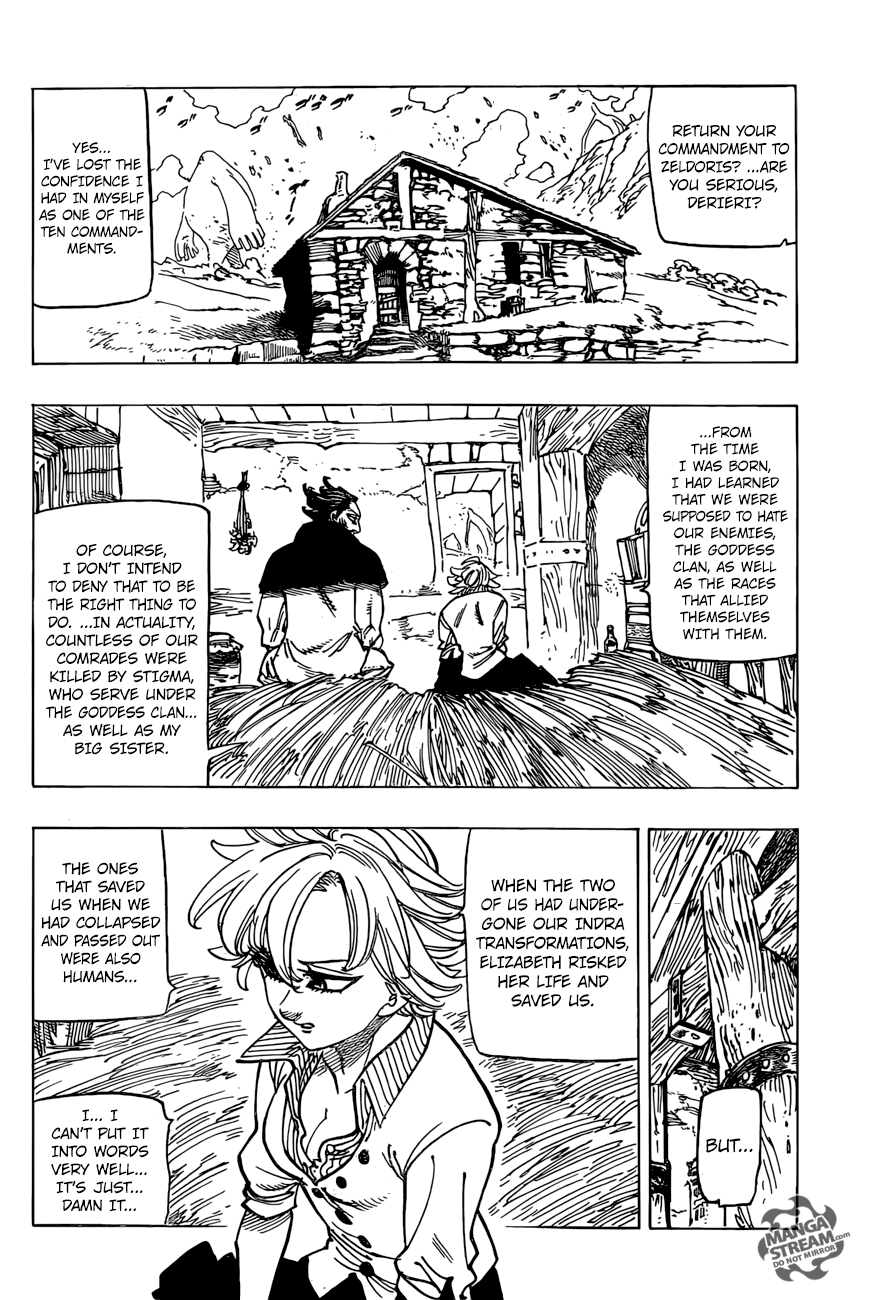 RETURN YOUR
COMMANDMENT TO
ZELDORIS? ...ARE
YOU SERIOUS,
DERIERI?
YES...
I'VE LOST THE
CONFIDENCE I
HAD IN MYSELF
AS ONE OF THE
TEN COMMAND-
MENTS.
...FROM
THE TIME
I WAS BORN,
I HAD LEARNED
THAT WE WERE
SUPPOSED TO HATE
OUR ENEMIES,
THE GODDESS
CLAN, AS WELL
AS THE RACES
THAT ALLIED
THEMSELVES
WITH THEM.
OF COURSE,
I DON'T INTEND
TO DENY THAT TO BE
THE RIGHT THING TO
DO. ...IN ACTUALITY,
COUNTLESS OF OUR
COMRADES WERE
KILLED BY STIGMA,
WHO SERVE UNDER
THE GODDESS CLAN...
AS WELL AS MY
BIG SISTER.
BUT...
WHEN THE TWO
OF US HAD UNDER-
GONE OUR INDRA
TRANSFORMATIONS,
ELIZABETH RISKED
HER LIFE AND
SAVED US.
THE ONES
THAT SAVED
US WHEN WE
HAD COLLAPSED
AND PASSED OUT
WERE ALSO
HUMANS...
I... I
CAN'T PUT IT
INTO WORDS
VERY WELL...
IT'S JUST...
DAMN IT...
MANGA
STREAM.com
DO NOT MIRROR